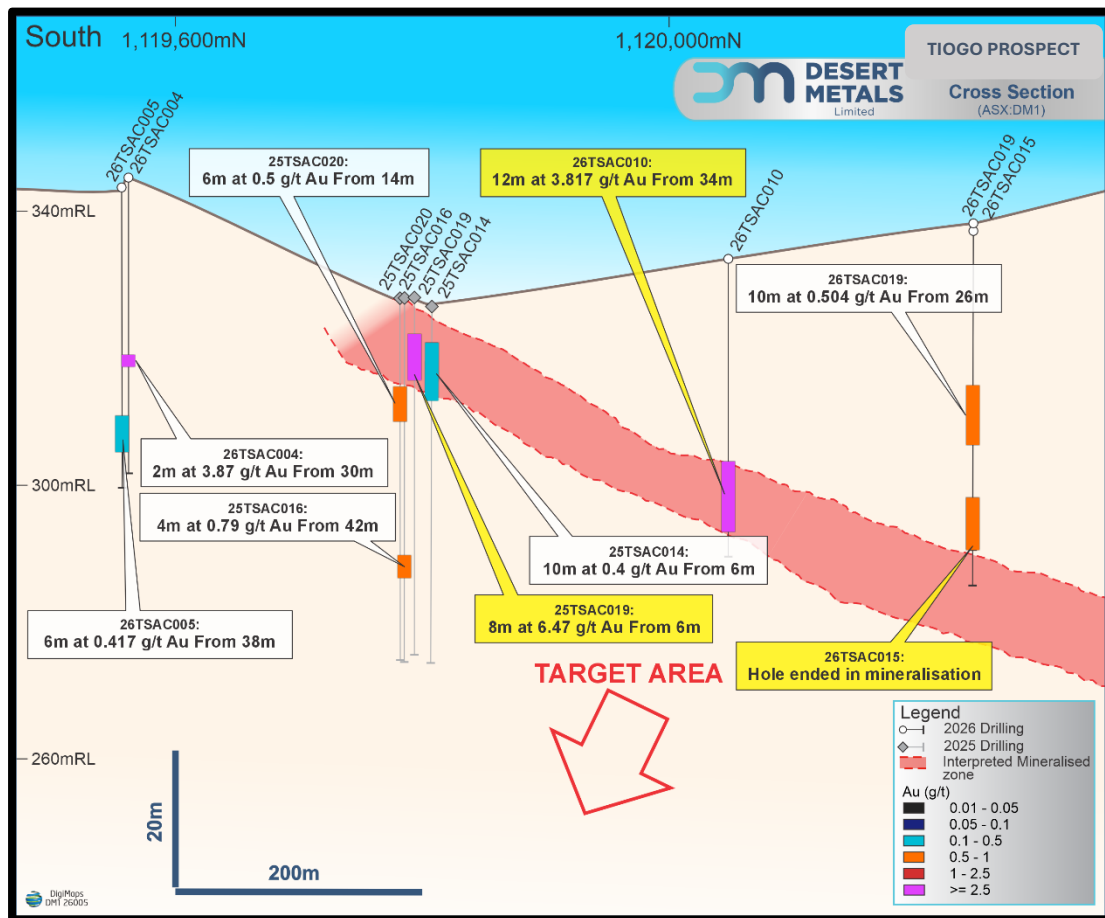 South
1,119,600mN
1,120,000mN
DESERT
METALS
Limited
TIOGO PROSPECT
Cross Section
(ASX:DM1)
26TSAC005
26TSAC004
25TSAC020
25TSAC016
25TSAC019
25TSAC014
26TSAC010
26TSAC019
26TSAC015
340mRL
300mRL
260mRL
25TSAC020:
6m at 0.5 g/t Au From 14m
26TSAC010:
12m at 3.817 g/t Au From 34m
26TSAC019:
10m at 0.504 g/t Au From 26m
26TSAC004:
2m at 3.87 g/t Au From 30m
25TSAC016:
4m at 0.79 g/t Au From 42m
26TSAC005:
6m at 0.417 g/t Au From 38m
25TSAC014:
10m at 0.4 g/t Au From 6m
25TSAC019:
8m at 6.47 g/t Au From 6m
26TSAC015:
Hole ended in mineralisation
TARGET AREA
20m
200m
Legend
2026 Drilling
2025 Drilling
Interpreted Mineralised
zone
Au (g/t)
0.01 - 0.05
0.05 - 0.1
0.1 - 0.5
0.5 - 1
1 - 2.5
>= 2.5
DigiMaps
DM1 26005